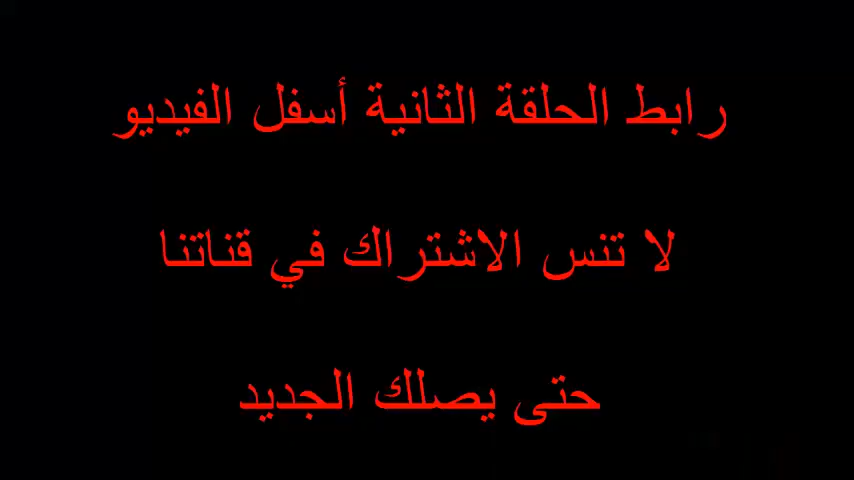 رابط الحلقة الثانية أسفل الفيديو
لا تنس الاشتراك في قناتنا
حتى يصلك الجديد